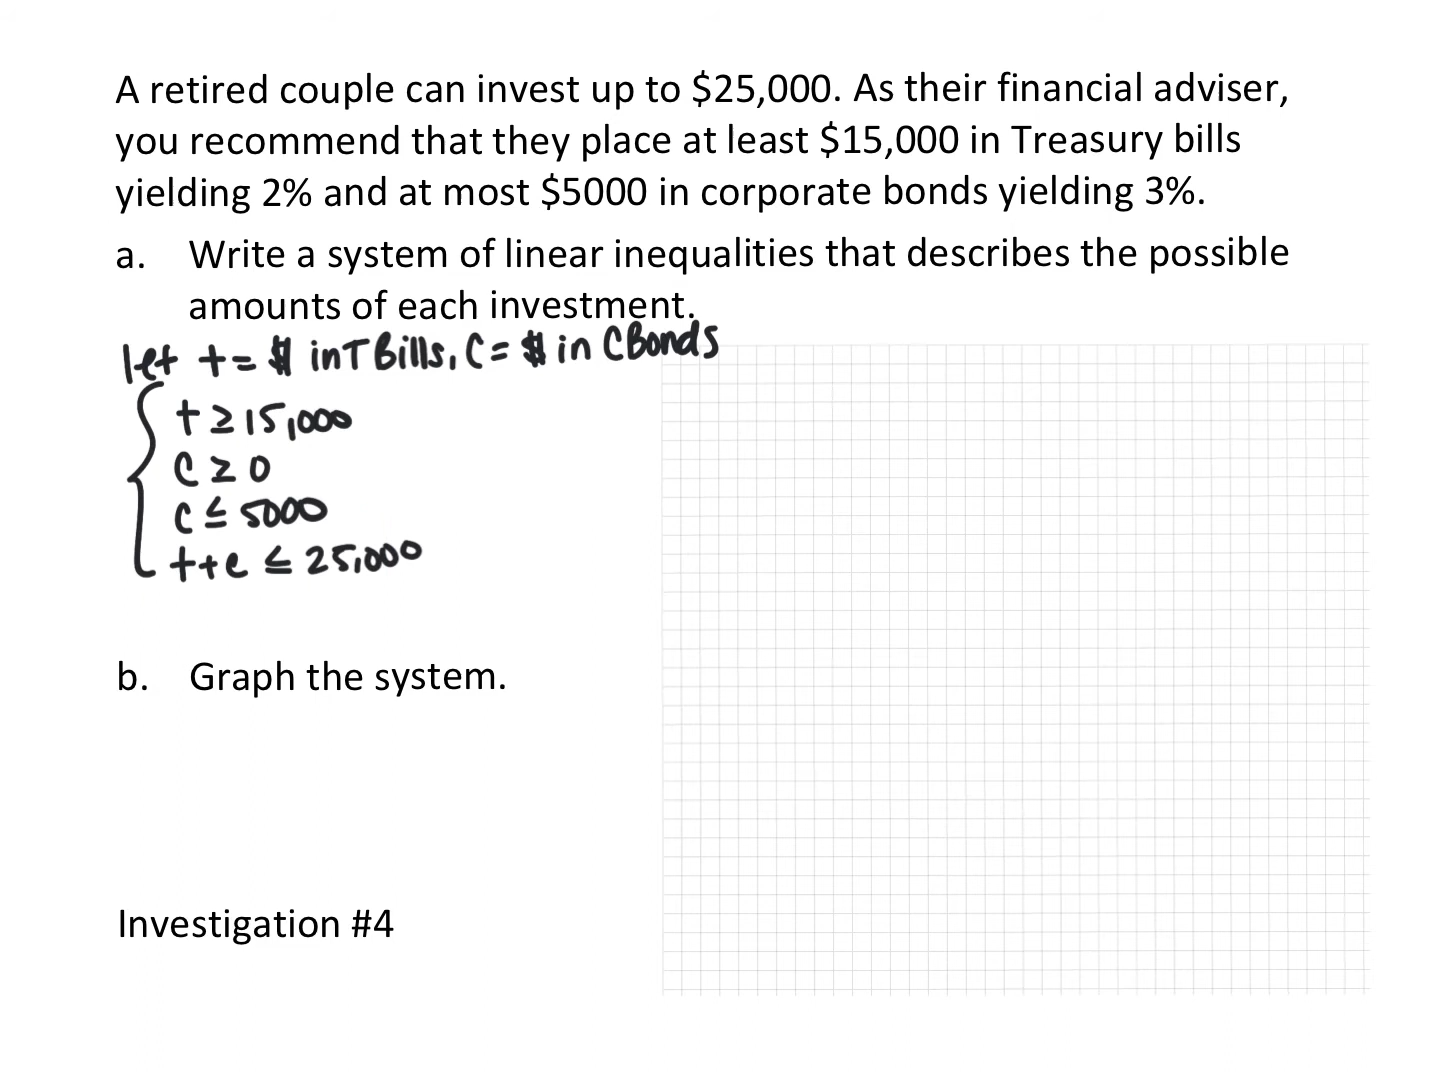 A retired couple can invest up to $25,000. As their financial adviser,
you recommend that they place at least $15,000 in Treasury bills
yielding 2% and at most $5000 in corporate bonds yielding 3%.
a. Write a system of linear inequalities that describes the possible
amounts of each investment.
let t = $ in T Bills, C = $ in C Bonds
t ≥ 15,000
C ≥ 0
C ≤ 5000
t + c ≤ 25,000
b. Graph the system.
Investigation #4